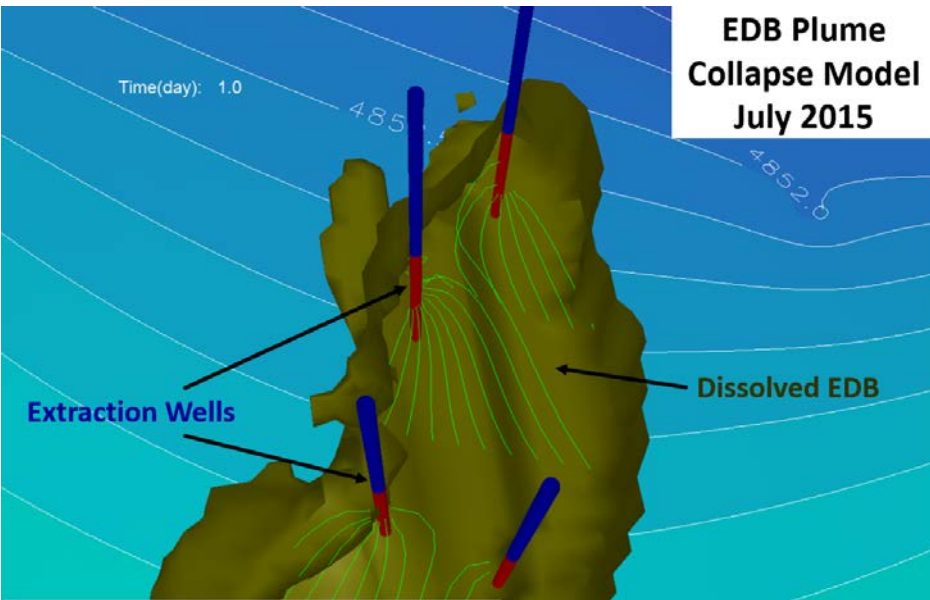 EDB Plume
Collapse Model
July 2015
Time(day): 1.0
4852.0
Extraction Wells
Dissolved EDB